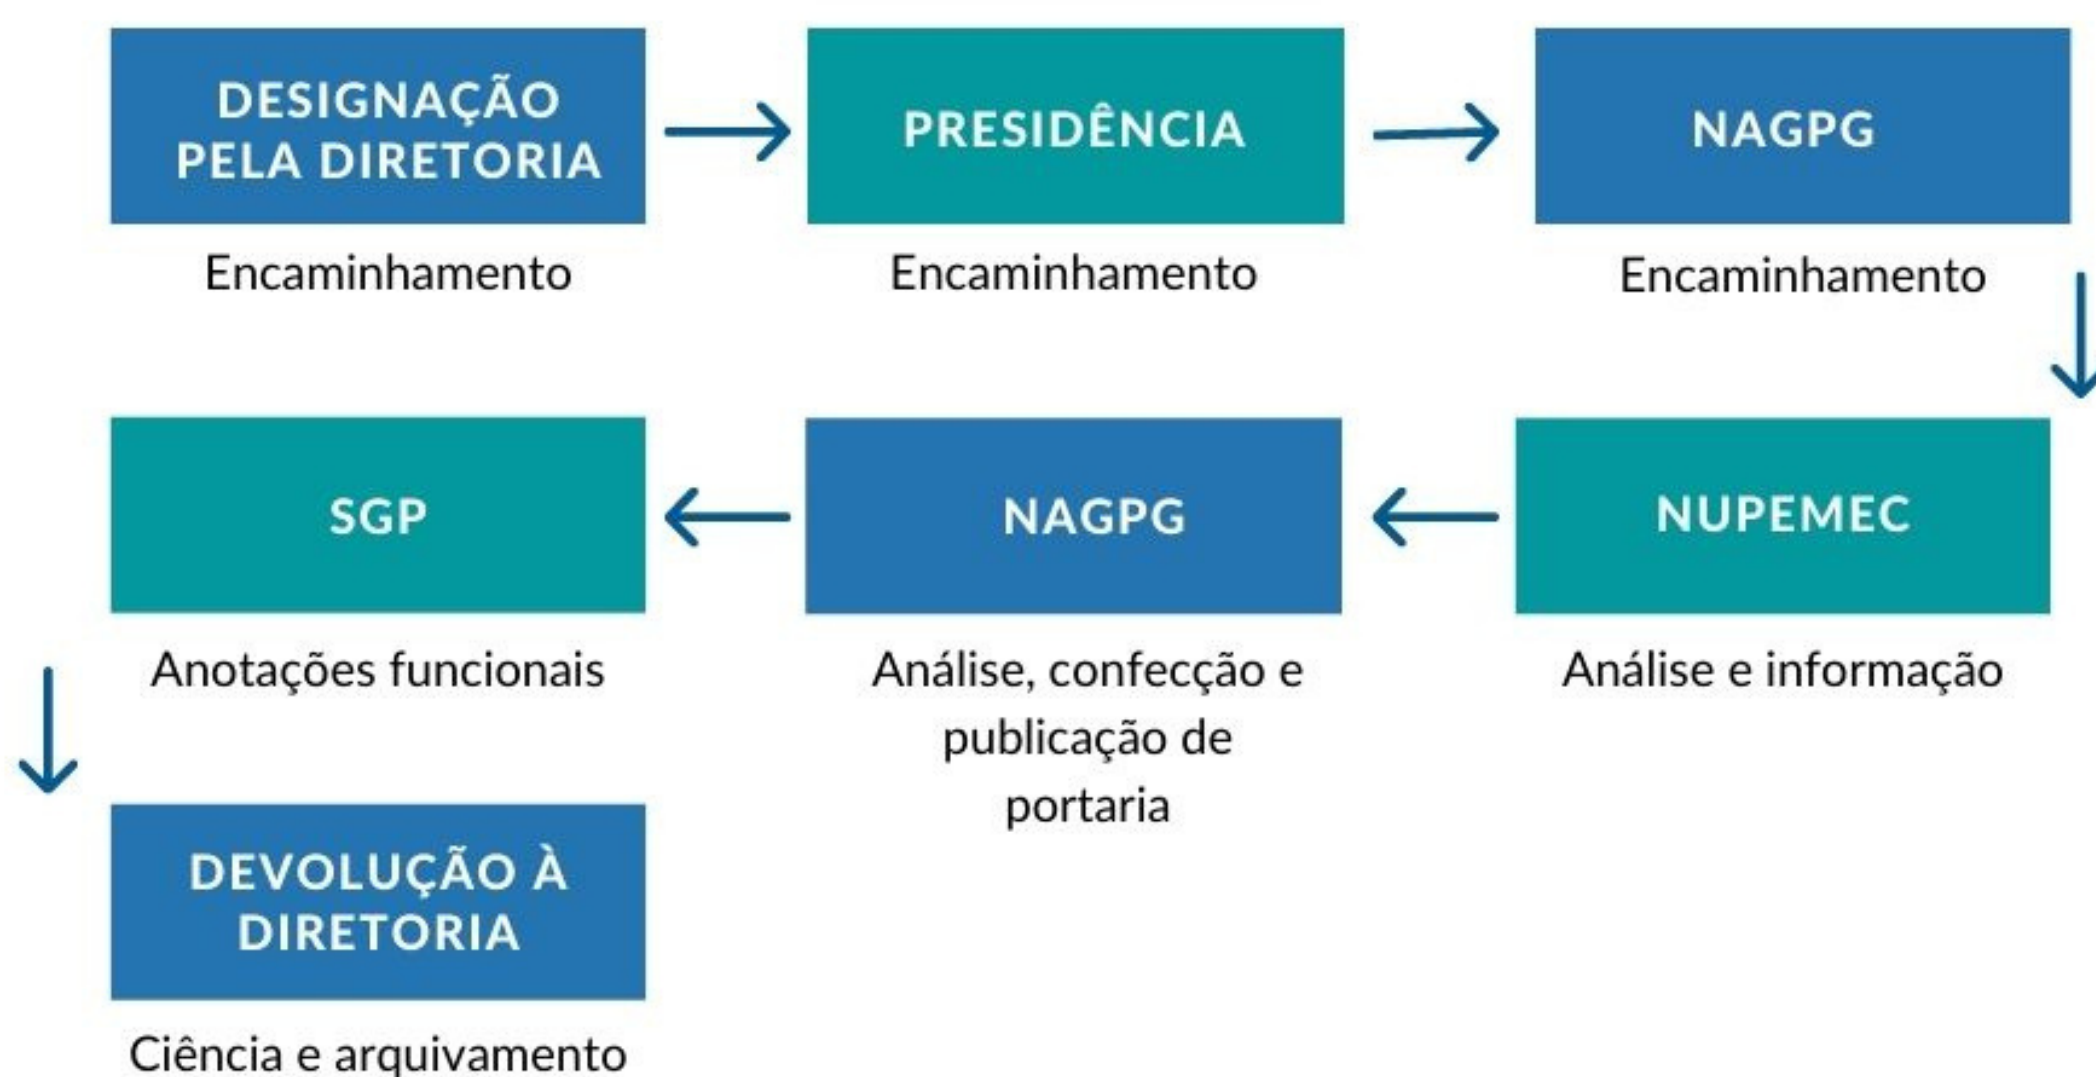 DESIGNAÇÃO
PELA DIRETORIA
Encaminhamento
PRESIDÊNCIA
Encaminhamento
NAGPG
Encaminhamento
NUPEMEC
Análise e informação
NAGPG
Análise, confecção e
publicação de
portaria
SGP
Anotações funcionais
DEVOLUÇÃO À
DIRETORIA
Ciência e arquivamento